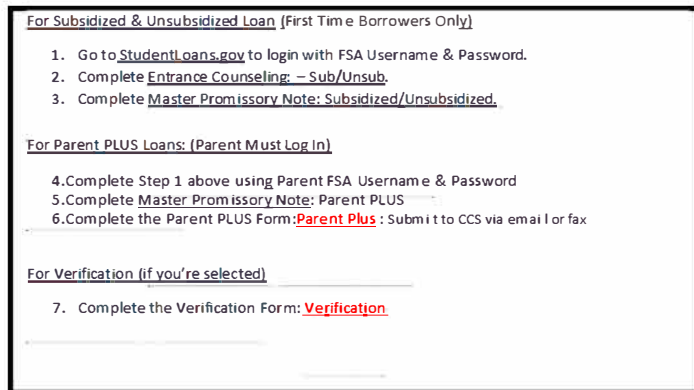 For Subsidized & Unsubsidized Loan (First Time Borrowers Only)
1. Go to StudentLoans.gov to login with FSA Username & Password.
2. Complete Entrance Counseling: – Sub/Unsub.
3. Complete Master Promissory Note: Subsidized/Unsubsidized.
For Parent PLUS Loans: (Parent Must Log In)
4.Complete Step 1 above using Parent FSA Username & Password
5.Complete Master Promissory Note: Parent PLUS
6.Complete the Parent PLUS Form:Parent Plus : Submit to CCS via email or fax
For Verification (if you're selected)
7. Complete the Verification Form: Verification